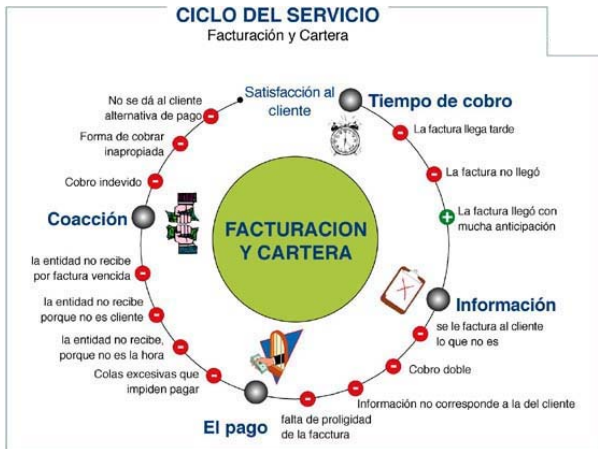 CICLO DEL SERVICIO
Facturación y Cartera
Satisfacción al
cliente
Tiempo de cobro
La factura llega tarde
La factura no llegó
La factura llegó con
mucha anticipación
Información
se le factura al cliente
lo que no es
Cobro doble
Información no corresponde a la del cliente
falta de proligidad
de la facctura
El pago
Colas excesivas que
impiden pagar
la entidad no recibe,
porque no es la hora
la entidad no recibe
porque no es cliente
la entidad no recibe
por factura vencida
Coacción
Cobro indevido
Forma de cobrar
inapropiada
No se dá al cliente
alternativa de pago
FACTURACION
Y CARTERA